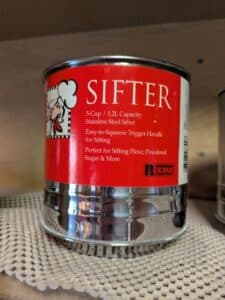 SIFTER
5-Cup / 1.2L Capacity
Stainless Steel Sifter
Easy-to-Squeeze Trigger Handle
for Sifting
Perfect for Sifting Flour, Powdered
Sugar & More